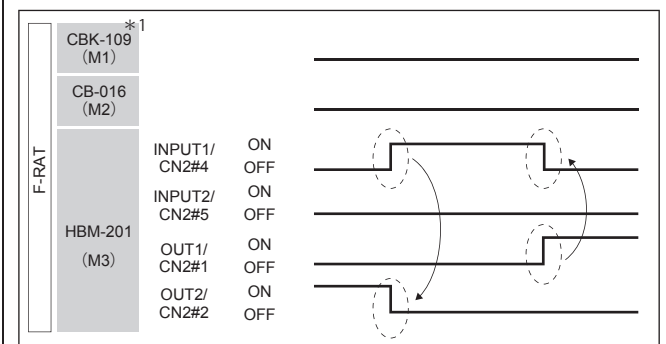 *1
CBK-109
(M1)
CB-016
(M2)
F-RAT
HBM-201
(M3)
INPUT1/
CN2#4
ON
OFF
INPUT2/
CN2#5
ON
OFF
OUT1/
CN2#1
ON
OFF
OUT2/
CN2#2
ON
OFF